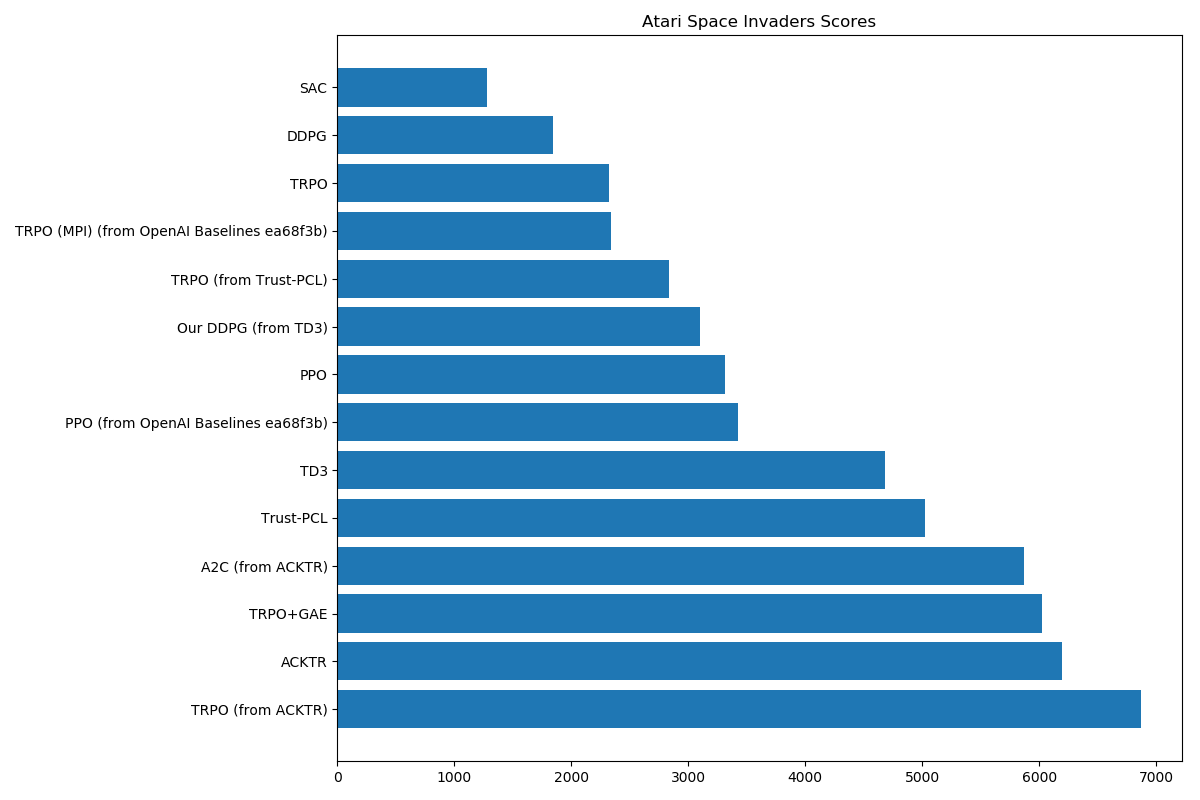 Atari Space Invaders Scores
SAC
DDPG
TRPO
TRPO (MPI) (from OpenAI Baselines ea68f3b)
TRPO (from Trust-PCL)
Our DDPG (from TD3)
PPO
PPO (from OpenAI Baselines ea68f3b)
TD3
Trust-PCL
A2C (from ACKTR)
TRPO+GAE
ACKTR
TRPO (from ACKTR)
0 1000 2000 3000 4000 5000 6000 7000